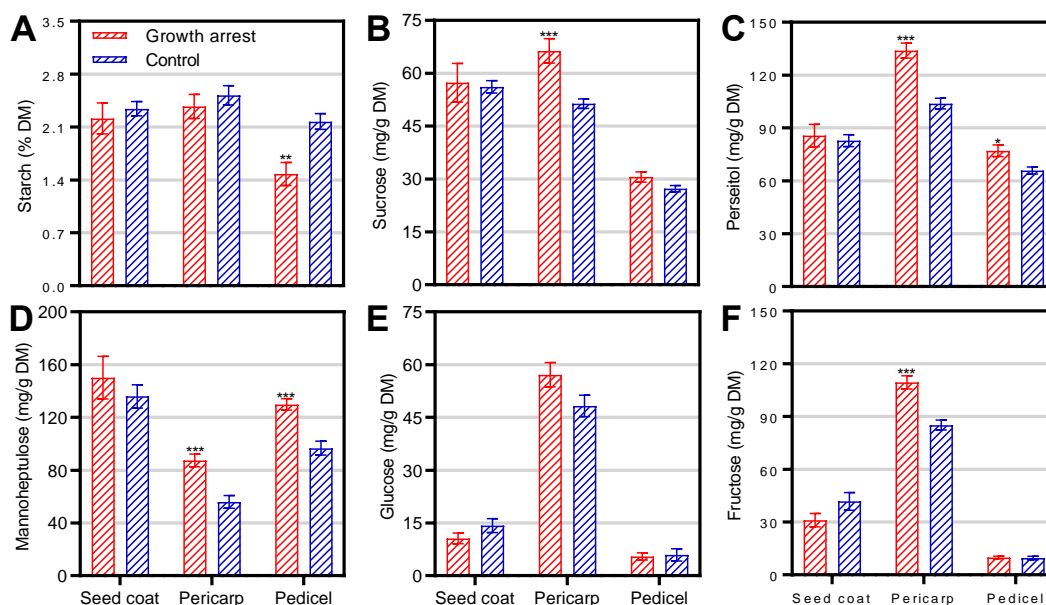 A
Starch (% DM)
3.5
2.8
2.1
1.4
0.7
0.0
Growth arrest
Control
**
B
Sucrose (mg/g DM)
75
60
45
30
15
0
***
C
Perseitol (mg/g DM)
150
120
90
60
30
0
***
*
D
Mannoheptulose (mg/g DM)
200
160
120
80
40
0
***
***
Seed coat Pericarp Pedicel
E
Glucose (mg/g DM)
75
60
45
30
15
0
Seed coat Pericarp Pedicel
F
Fructose (mg/g DM)
150
120
90
60
30
0
***
Seed coat Pericarp Pedicel